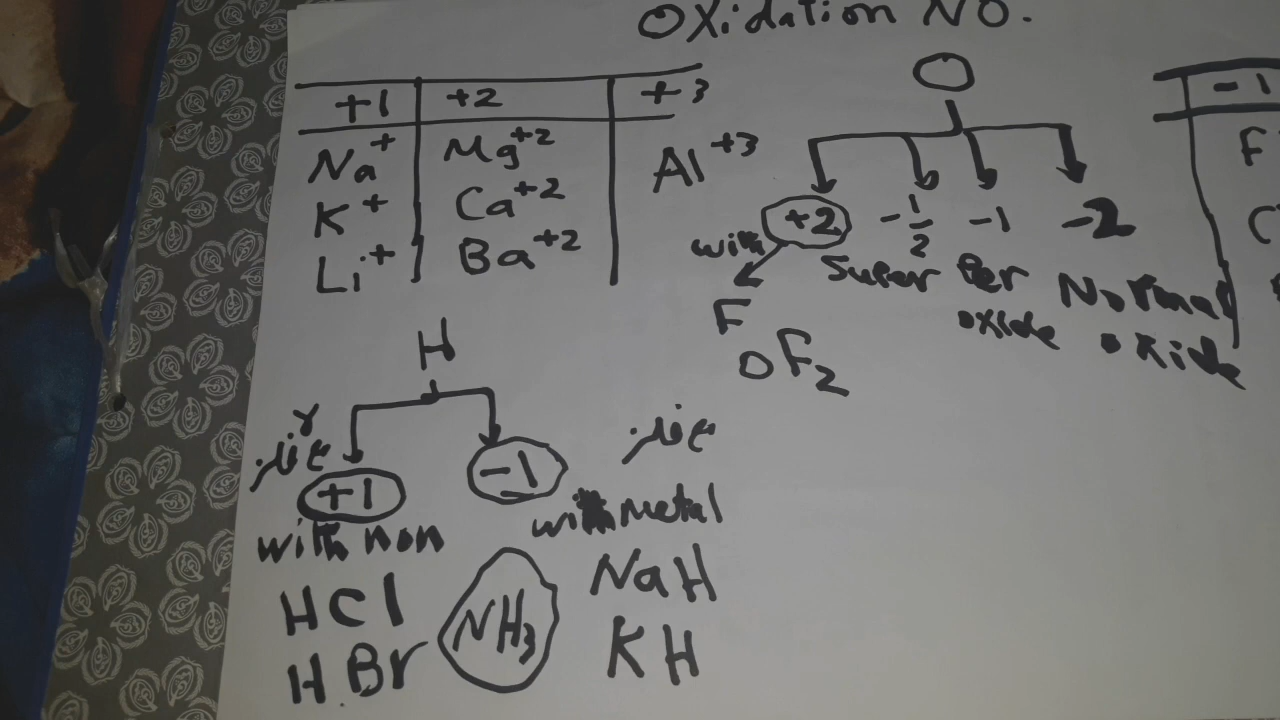 Oxidation NO.
+1 +2 +3
Na+ Mg+2 Al+3
K+ Ca+2
Li+ Ba+2
O
+2 -1/2 -1 -2
with Super Per oxide Normal oxide
F
OF2
-1
F
C
H
+1 -1
with non with metal
HCl NH3 NaH
HBr KH